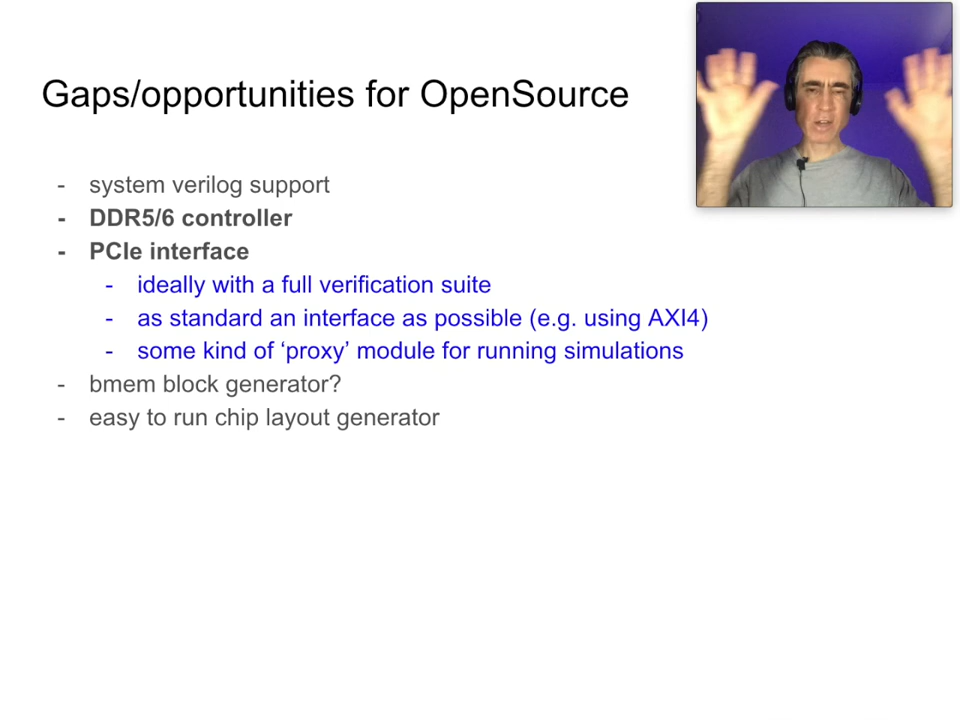 Gaps/opportunities for OpenSource
- system verilog support
- DDR5/6 controller
- PCIe interface
- ideally with a full verification suite
- as standard an interface as possible (e.g. using AXI4)
- some kind of ‘proxy’ module for running simulations
- bmem block generator?
- easy to run chip layout generator